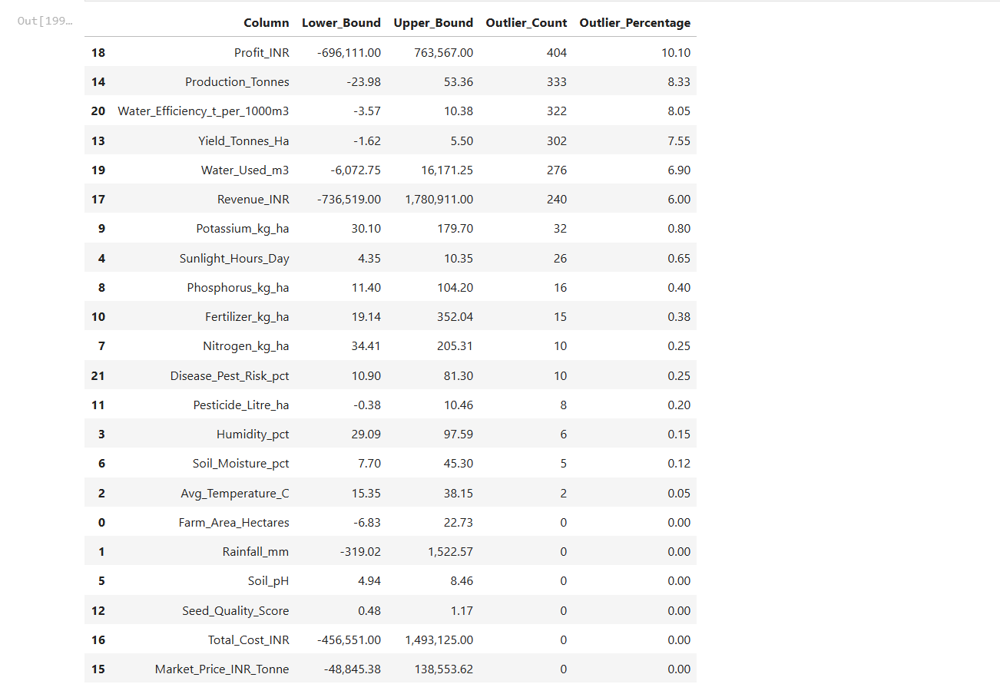 Out[199…
Column Lower_Bound Upper_Bound Outlier_Count Outlier_Percentage
18 Profit_INR -696,111.00 763,567.00 404 10.10
14 Production_Tonnes -23.98 53.36 333 8.33
20 Water_Efficiency_t_per_1000m3 -3.57 10.38 322 8.05
13 Yield_Tonnes_Ha -1.62 5.50 302 7.55
19 Water_Used_m3 -6,072.75 16,171.25 276 6.90
17 Revenue_INR -736,519.00 1,780,911.00 240 6.00
9 Potassium_kg_ha 30.10 179.70 32 0.80
4 Sunlight_Hours_Day 4.35 10.35 26 0.65
8 Phosphorus_kg_ha 11.40 104.20 16 0.40
10 Fertilizer_kg_ha 19.14 352.04 15 0.38
7 Nitrogen_kg_ha 34.41 205.31 10 0.25
21 Disease_Pest_Risk_pct 10.90 81.30 10 0.25
11 Pesticide_Litre_ha -0.38 10.46 8 0.20
3 Humidity_pct 29.09 97.59 6 0.15
6 Soil_Moisture_pct 7.70 45.30 5 0.12
2 Avg_Temperature_C 15.35 38.15 2 0.05
0 Farm_Area_Hectares -6.83 22.73 0 0.00
1 Rainfall_mm -319.02 1,522.57 0 0.00
5 Soil_pH 4.94 8.46 0 0.00
12 Seed_Quality_Score 0.48 1.17 0 0.00
16 Total_Cost_INR -456,551.00 1,493,125.00 0 0.00
15 Market_Price_INR_Tonne -48,845.38 138,553.62 0 0.00